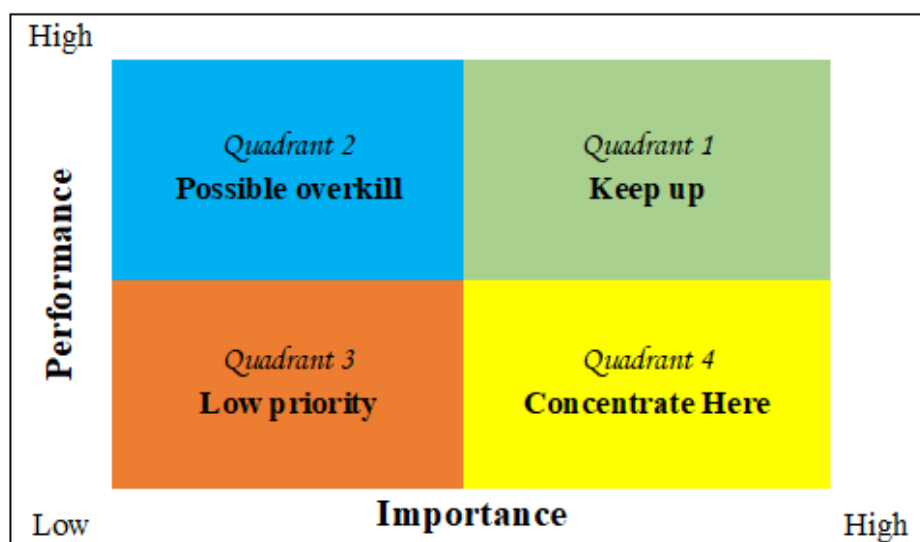 High
Performance
Quadrant 2
Possible overkill
Quadrant 1
Keep up
Quadrant 3
Low priority
Quadrant 4
Concentrate Here
Low
Importance
High